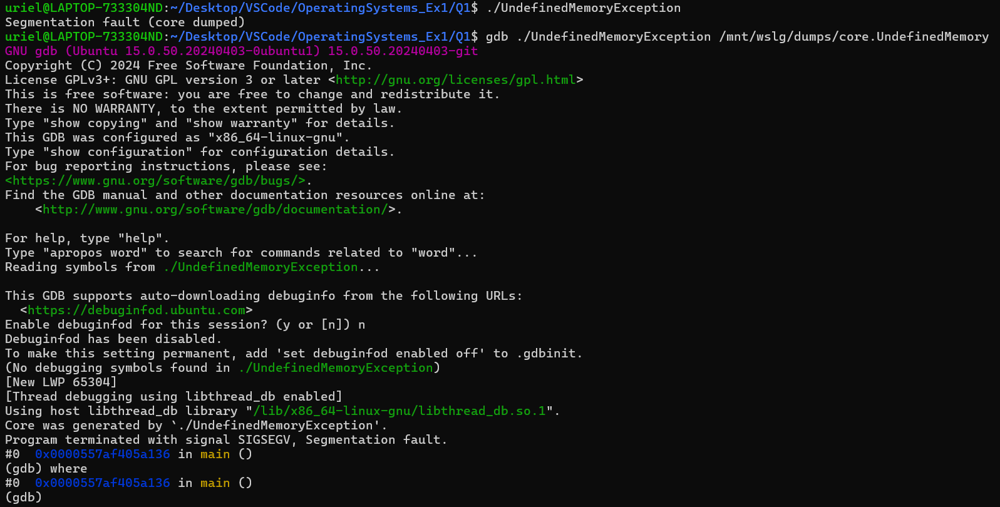 uriel@LAPTOP-733304ND:~/Desktop/VSCode/OperatingSystems_Ex1/Q1$ ./UndefinedMemoryException
Segmentation fault (core dumped)
uriel@LAPTOP-733304ND:~/Desktop/VSCode/OperatingSystems_Ex1/Q1$ gdb ./UndefinedMemoryException /mnt/wslg/dumps/core.UndefinedMemory
GNU gdb (Ubuntu 15.0.50.20240403-0ubuntu1) 15.0.50.20240403-git
Copyright (C) 2024 Free Software Foundation, Inc.
License GPLv3+: GNU GPL version 3 or later <http://gnu.org/licenses/gpl.html>
This is free software: you are free to change and redistribute it.
There is NO WARRANTY, to the extent permitted by law.
Type "show copying" and "show warranty" for details.
This GDB was configured as "x86_64-linux-gnu".
Type "show configuration" for configuration details.
For bug reporting instructions, please see:
<https://www.gnu.org/software/gdb/bugs/>.
Find the GDB manual and other documentation resources online at:
    <http://www.gnu.org/software/gdb/documentation/>.

For help, type "help".
Type "apropos word" to search for commands related to "word"...
Reading symbols from ./UndefinedMemoryException...

This GDB supports auto-downloading debuginfo from the following URLs:
  <https://debuginfod.ubuntu.com>
Enable debuginfod for this session? (y or [n]) n
Debuginfod has been disabled.
To make this setting permanent, add 'set debuginfod enabled off' to .gdbinit.
(No debugging symbols found in ./UndefinedMemoryException)
[New LWP 65304]
[Thread debugging using libthread_db enabled]
Using host libthread_db library "/lib/x86_64-linux-gnu/libthread_db.so.1".
Core was generated by `./UndefinedMemoryException'.
Program terminated with signal SIGSEGV, Segmentation fault.
#0  0x0000557af405a136 in main ()
(gdb) where
#0  0x0000557af405a136 in main ()
(gdb)